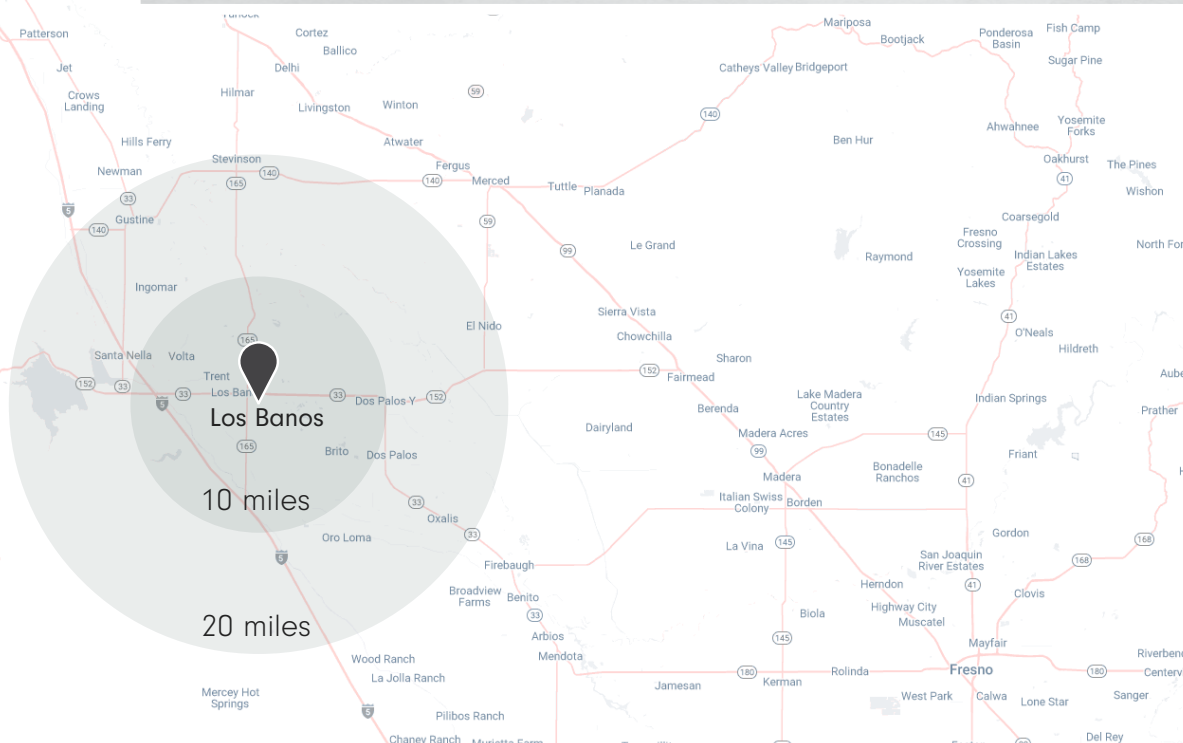 Mariposa
Patterson
Cortez
Bootjack
Ponderosa
Basin
Fish Camp
Ballico
Jet
Delhi
Catheys Valley
Bridgeport
Sugar Pine
Crows
Landing
Hilmar
59
Livingston
Winton
140
Hills Ferry
Atwater
Ben Hur
Ahwahnee
Yosemite
Forks
Stevinson
Fergus
Oakhurst
The Pines
Newman
140
165
140
Merced
Tuttle
Planada
41
Wishon
33
5
Gustine
59
Coarsegold
140
99
Le Grand
Fresno
Crossing
Raymond
Indian Lakes
Estates
North For
Yosemite
Lakes
Ingomar
Sierra Vista
41
El Nido
Chowchilla
O'Neals
165
Hildreth
Santa Nella
Volta
Sharon
Trent
152
Fairmead
Aube
152
33
33
Los Ban
33
Dos Palos Y
152
Lake Madera
Country
Estates
Indian Springs
5
Berenda
Prather
Los Banos
Dairyland
Madera Acres
145
165
Brito
Dos Palos
99
Friant
Bonadelle
Ranchos
Madera
41
10 miles
33
Italian Swiss
Colony
Borden
Oxalis
Oro Loma
33
La Vina
145
Gordon
168
5
Firebaugh
San Joaquin
River Estates
168
Broadview
Farms
Benito
Herndon
41
Clovis
33
Biola
Highway City
Muscatel
20 miles
Arbios
145
Mayfair
Wood Ranch
Mendota
Riverbend
La Jolla Ranch
180
Rolinda
Fresno
180
Centerv
Mercey Hot
Springs
Jamesan
Kerman
West Park
Calwa
Lone Star
Sanger
5
Pilibos Ranch
Chaney Ranch
Del Rey